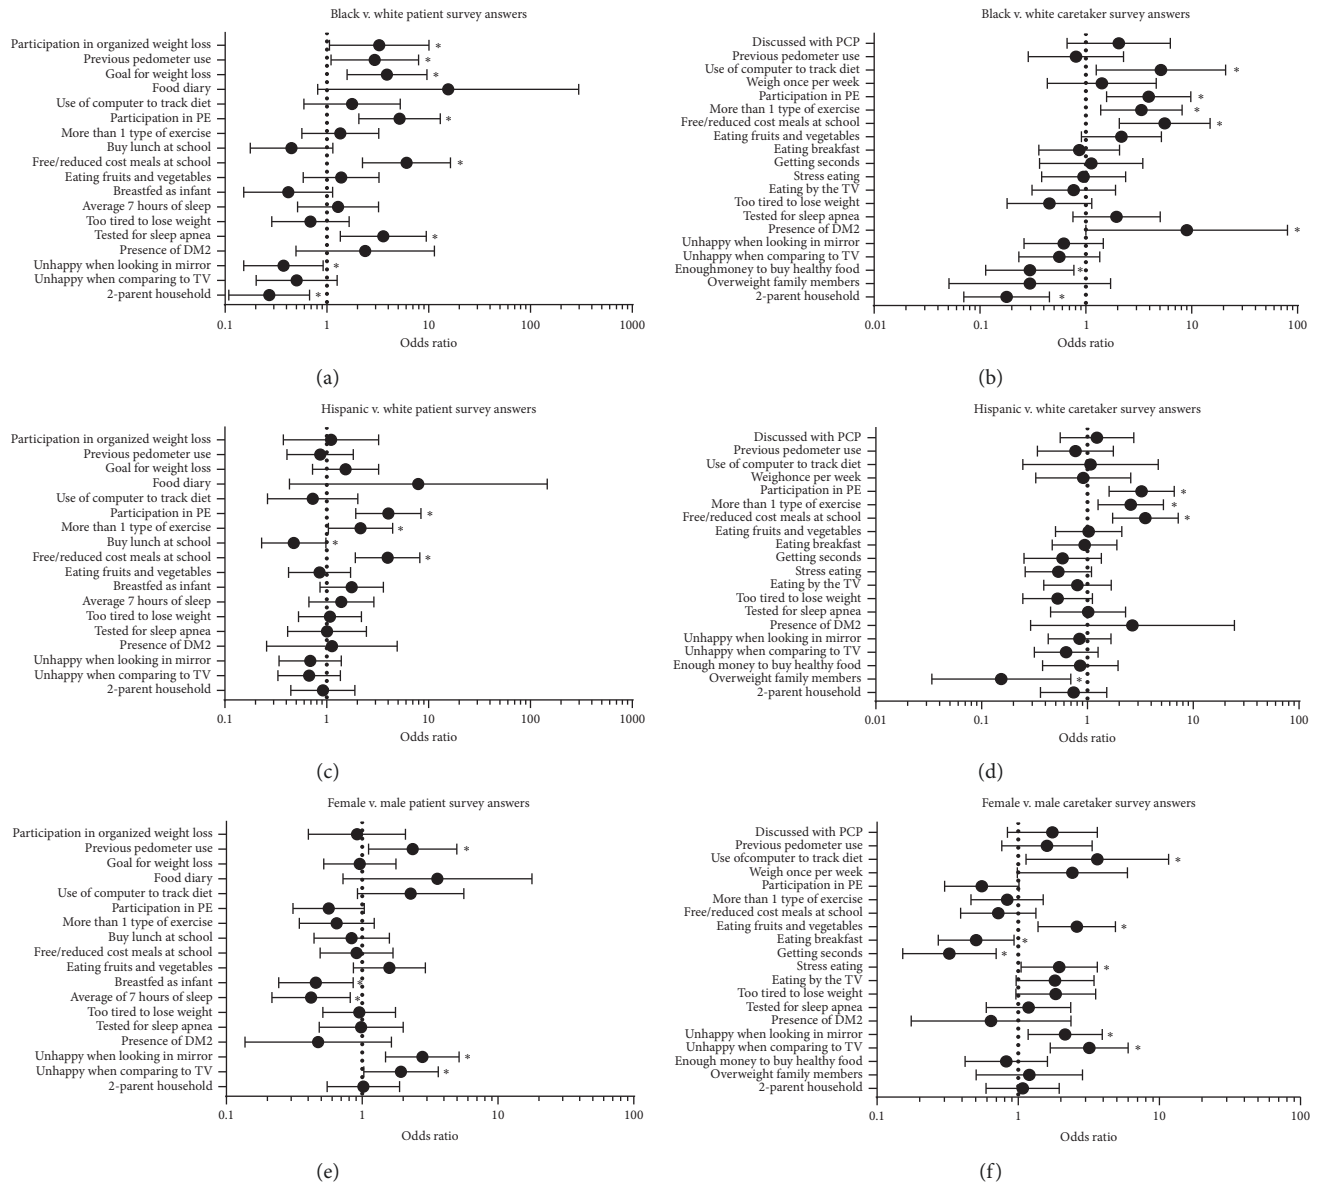 Black v. white patient survey answers
Participation in organized weight loss
*
Previous pedometer use
*
Goal for weight loss
*
Food diary
Use of computer to track diet
Participation in PE
*
More than 1 type of exercise
Buy lunch at school
Free/reduced cost meals at school
*
Eating fruits and vegetables
Breastfed as infant
Average 7 hours of sleep
Too tired to lose weight
Tested for sleep apnea
*
Presence of DM2
Unhappy when looking in mirror
*
Unhappy when comparing to TV
2-parent household
*
0.1 1 10 100 1000
Odds ratio
(a)
Black v. white caretaker survey answers
Discussed with PCP
Previous pedometer use
Use of computer to track diet
*
Weigh once per week
Participation in PE
*
More than 1 type of exercise
*
Free/reduced cost meals at school
*
Eating fruits and vegetables
Eating breakfast
Getting seconds
Stress eating
Eating by the TV
Too tired to lose weight
Tested for sleep apnea
Presence of DM2
*
Unhappy when looking in mirror
Unhappy when comparing to TV
Enoughmoney to buy healthy food
*
Overweight family members
2-parent household
*
0.01 0.1 1 10 100
Odds ratio
(b)
Hispanic v. white patient survey answers
Participation in organized weight loss
Previous pedometer use
Goal for weight loss
Food diary
Use of computer to track diet
Participation in PE
*
More than 1 type of exercise
*
Buy lunch at school
*
Free/reduced cost meals at school
*
Eating fruits and vegetables
Breastfed as infant
Average 7 hours of sleep
Too tired to lose weight
Tested for sleep apnea
Presence of DM2
Unhappy when looking in mirror
Unhappy when comparing to TV
2-parent household
0.1 1 10 100 1000
Odds ratio
(c)
Hispanic v. white caretaker survey answers
Discussed with PCP
Previous pedometer use
Use of computer to track diet
Weighonce per week
Participation in PE
*
More than 1 type of exercise
*
Free/reduced cost meals at school
*
Eating fruits and vegetables
Eating breakfast
Getting seconds
Stress eating
Eating by the TV
Too tired to lose weight
Tested for sleep apnea
Presence of DM2
Unhappy when looking in mirror
Unhappy when comparing to TV
Enough money to buy healthy food
Overweight family members
*
2-parent household
0.01 0.1 1 10 100
Odds ratio
(d)
Female v. male patient survey answers
Participation in organized weight loss
Previous pedometer use
*
Goal for weight loss
Food diary
Use of computer to track diet
Participation in PE
More than 1 type of exercise
Buy lunch at school
Free/reduced cost meals at school
Eating fruits and vegetables
Breastfed as infant
*
Average of 7 hours of sleep
*
Too tired to lose weight
Tested for sleep apnea
Presence of DM2
Unhappy when looking in mirror
*
Unhappy when comparing to TV
*
2-parent household
0.1 1 10 100
Odds ratio
(e)
Female v. male caretaker survey answers
Discussed with PCP
Previous pedometer use
Use ofcomputer to track diet
*
Weigh once per week
Participation in PE
More than 1 type of exercise
Free/reduced cost meals at school
Eating fruits and vegetables
*
Eating breakfast
*
Getting seconds
*
Stress eating
*
Eating by the TV
Too tired to lose weight
Tested for sleep apnea
Presence of DM2
Unhappy when looking in mirror
*
Unhappy when comparing to TV
*
Enough money to buy healthy food
Overweight family members
2-parent household
0.1 1 10 100
Odds ratio
(f)